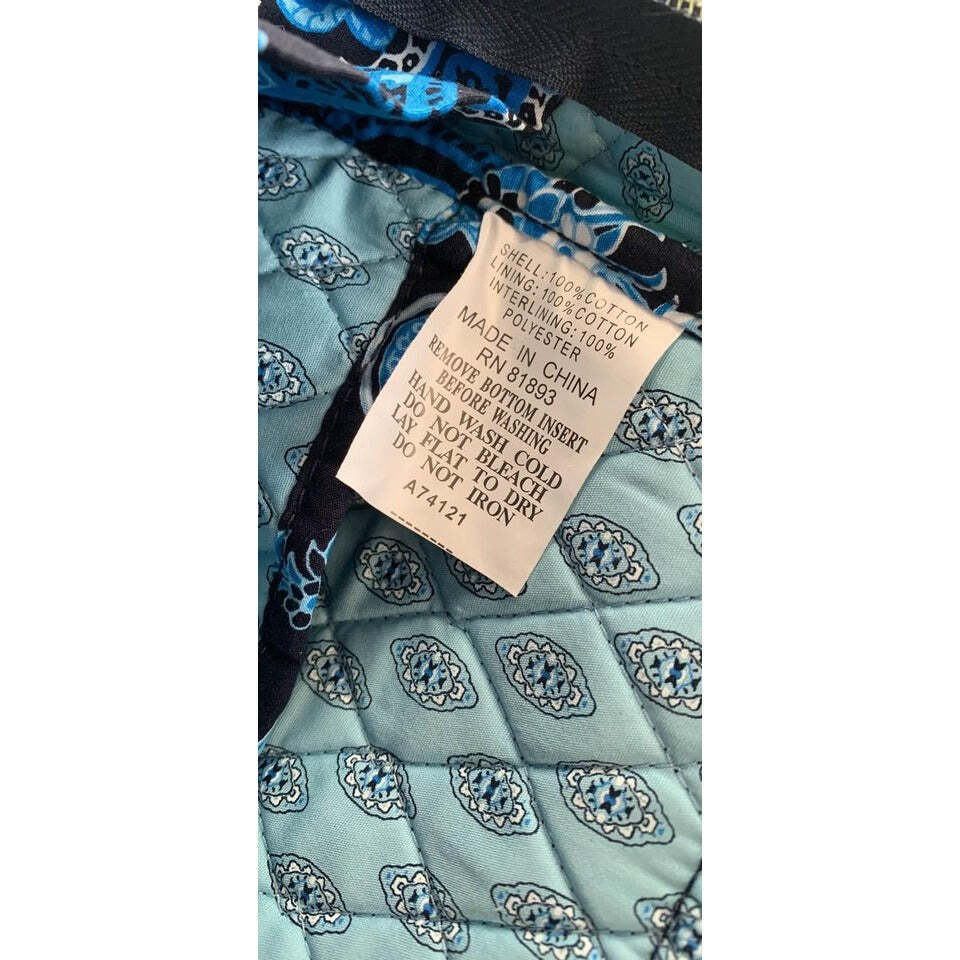 SHELL:100%COTTON
LINING:100%COTTON
INTERLINING:100%
POLYESTER
MADE IN CHINA
RN 81893
REMOVE BOTTOM INSERT
BEFORE WASHING
HAND WASH COLD
DO NOT BLEACH
LAY FLAT TO DRY
DO NOT IRON
A74121